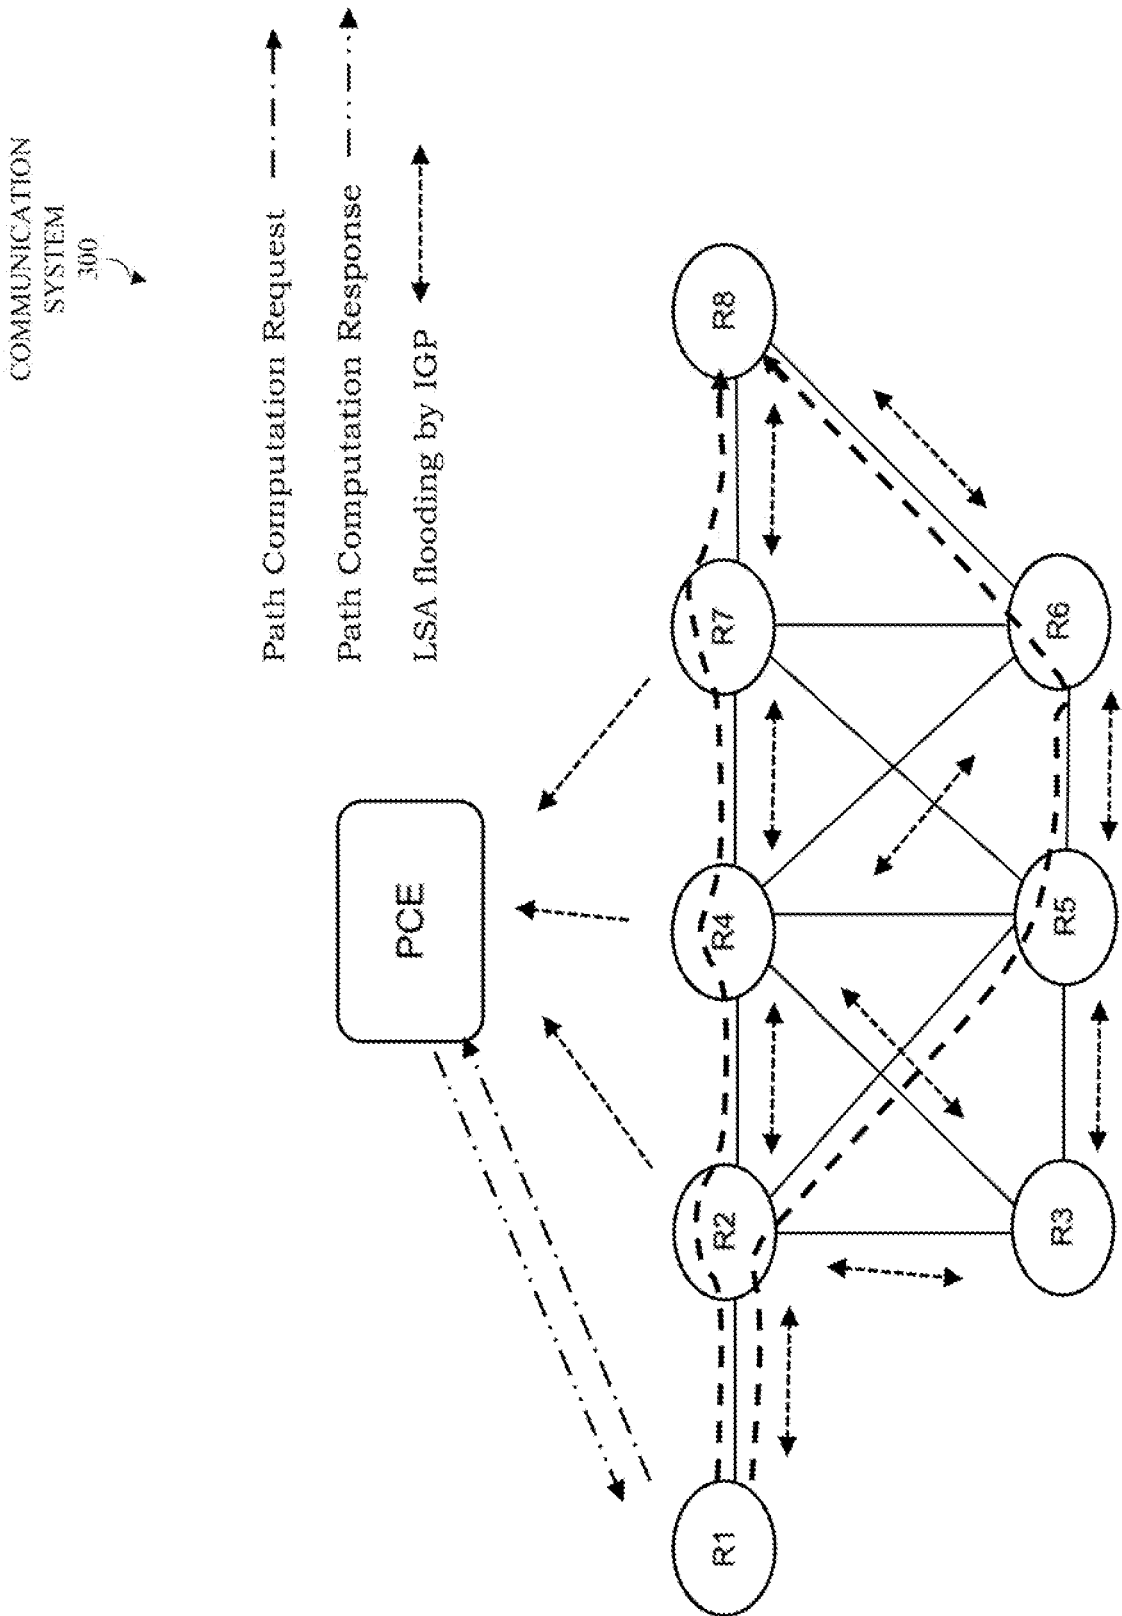 COMMUNICATION
SYSTEM
300
Path Computation Request
Path Computation Response
LSA flooding by IGP
PCE
R1
R2
R4
R7
R8
R3
R5
R6